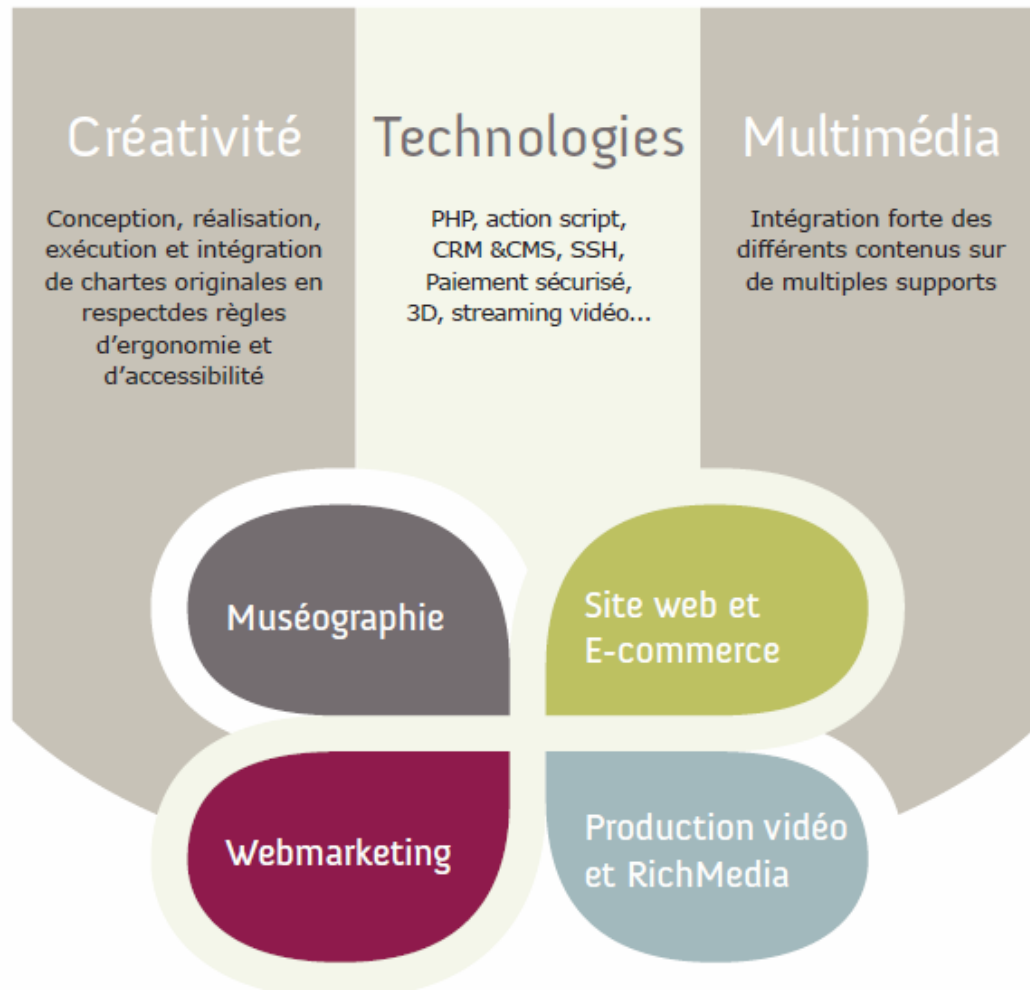 Créativité
Conception, réalisation,
exécution et intégration
de chartes originales en
respectdes règles
d'ergonomie et
d'accessibilité
Technologies
PHP, action script,
CRM &CMS, SSH,
Paiement sécurisé,
3D, streaming vidéo...
Multimédia
Intégration forte des
différents contenus sur
de multiples supports
Muséographie
Site web et
E-commerce
Webmarketing
Production vidéo
et RichMedia